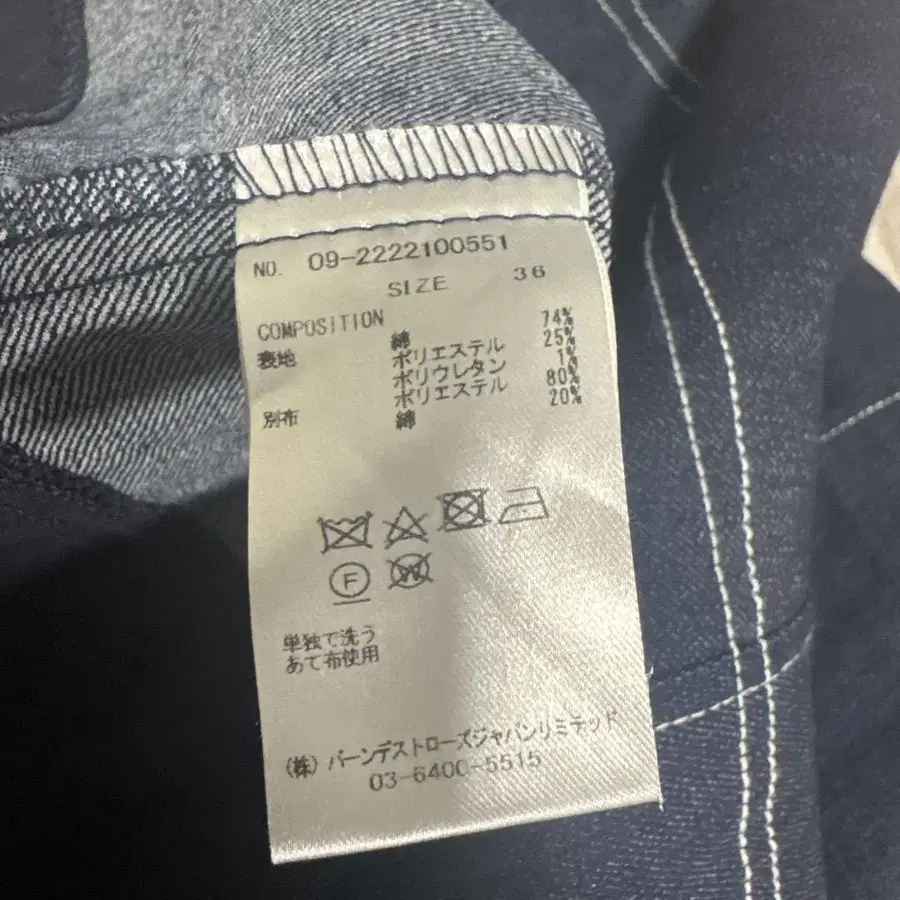 NO. 09-2222100551
SIZE 36
COMPOSITION
表地 綿 74%
ポリエステル 25%
ポリウレタン 1%
別布 ポリエステル 80%
綿 20%
F
W
単独で洗う
あて布使用
(株) バーンデストローズジャパンリミテッド
03-6400-5515